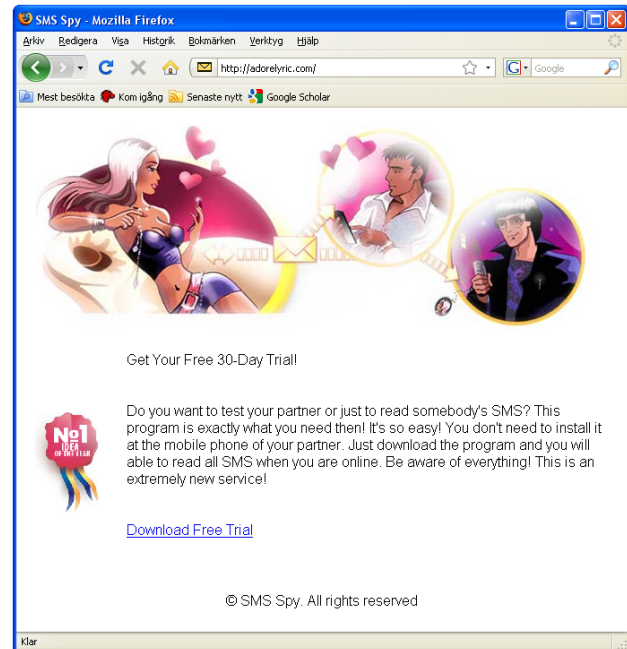 SMS Spy - Mozilla Firefox
Arkiv Redigera Visa Historik Bokmärken Verktyg Hjälp
http://adorelyric.com/ G Google
Mest besökta Kom igång Senaste nytt Google Scholar
Get Your Free 30-Day Trial!
Do you want to test your partner or just to read somebody's SMS? This
program is exactly what you need then! It's so easy! You don't need to install it
at the mobile phone of your partner. Just download the program and you will
able to read all SMS when you are online. Be aware of everything! This is an
extremely new service!
№1
IDEA
OF THE YEAR
Download Free Trial
© SMS Spy. All rights reserved
Klar